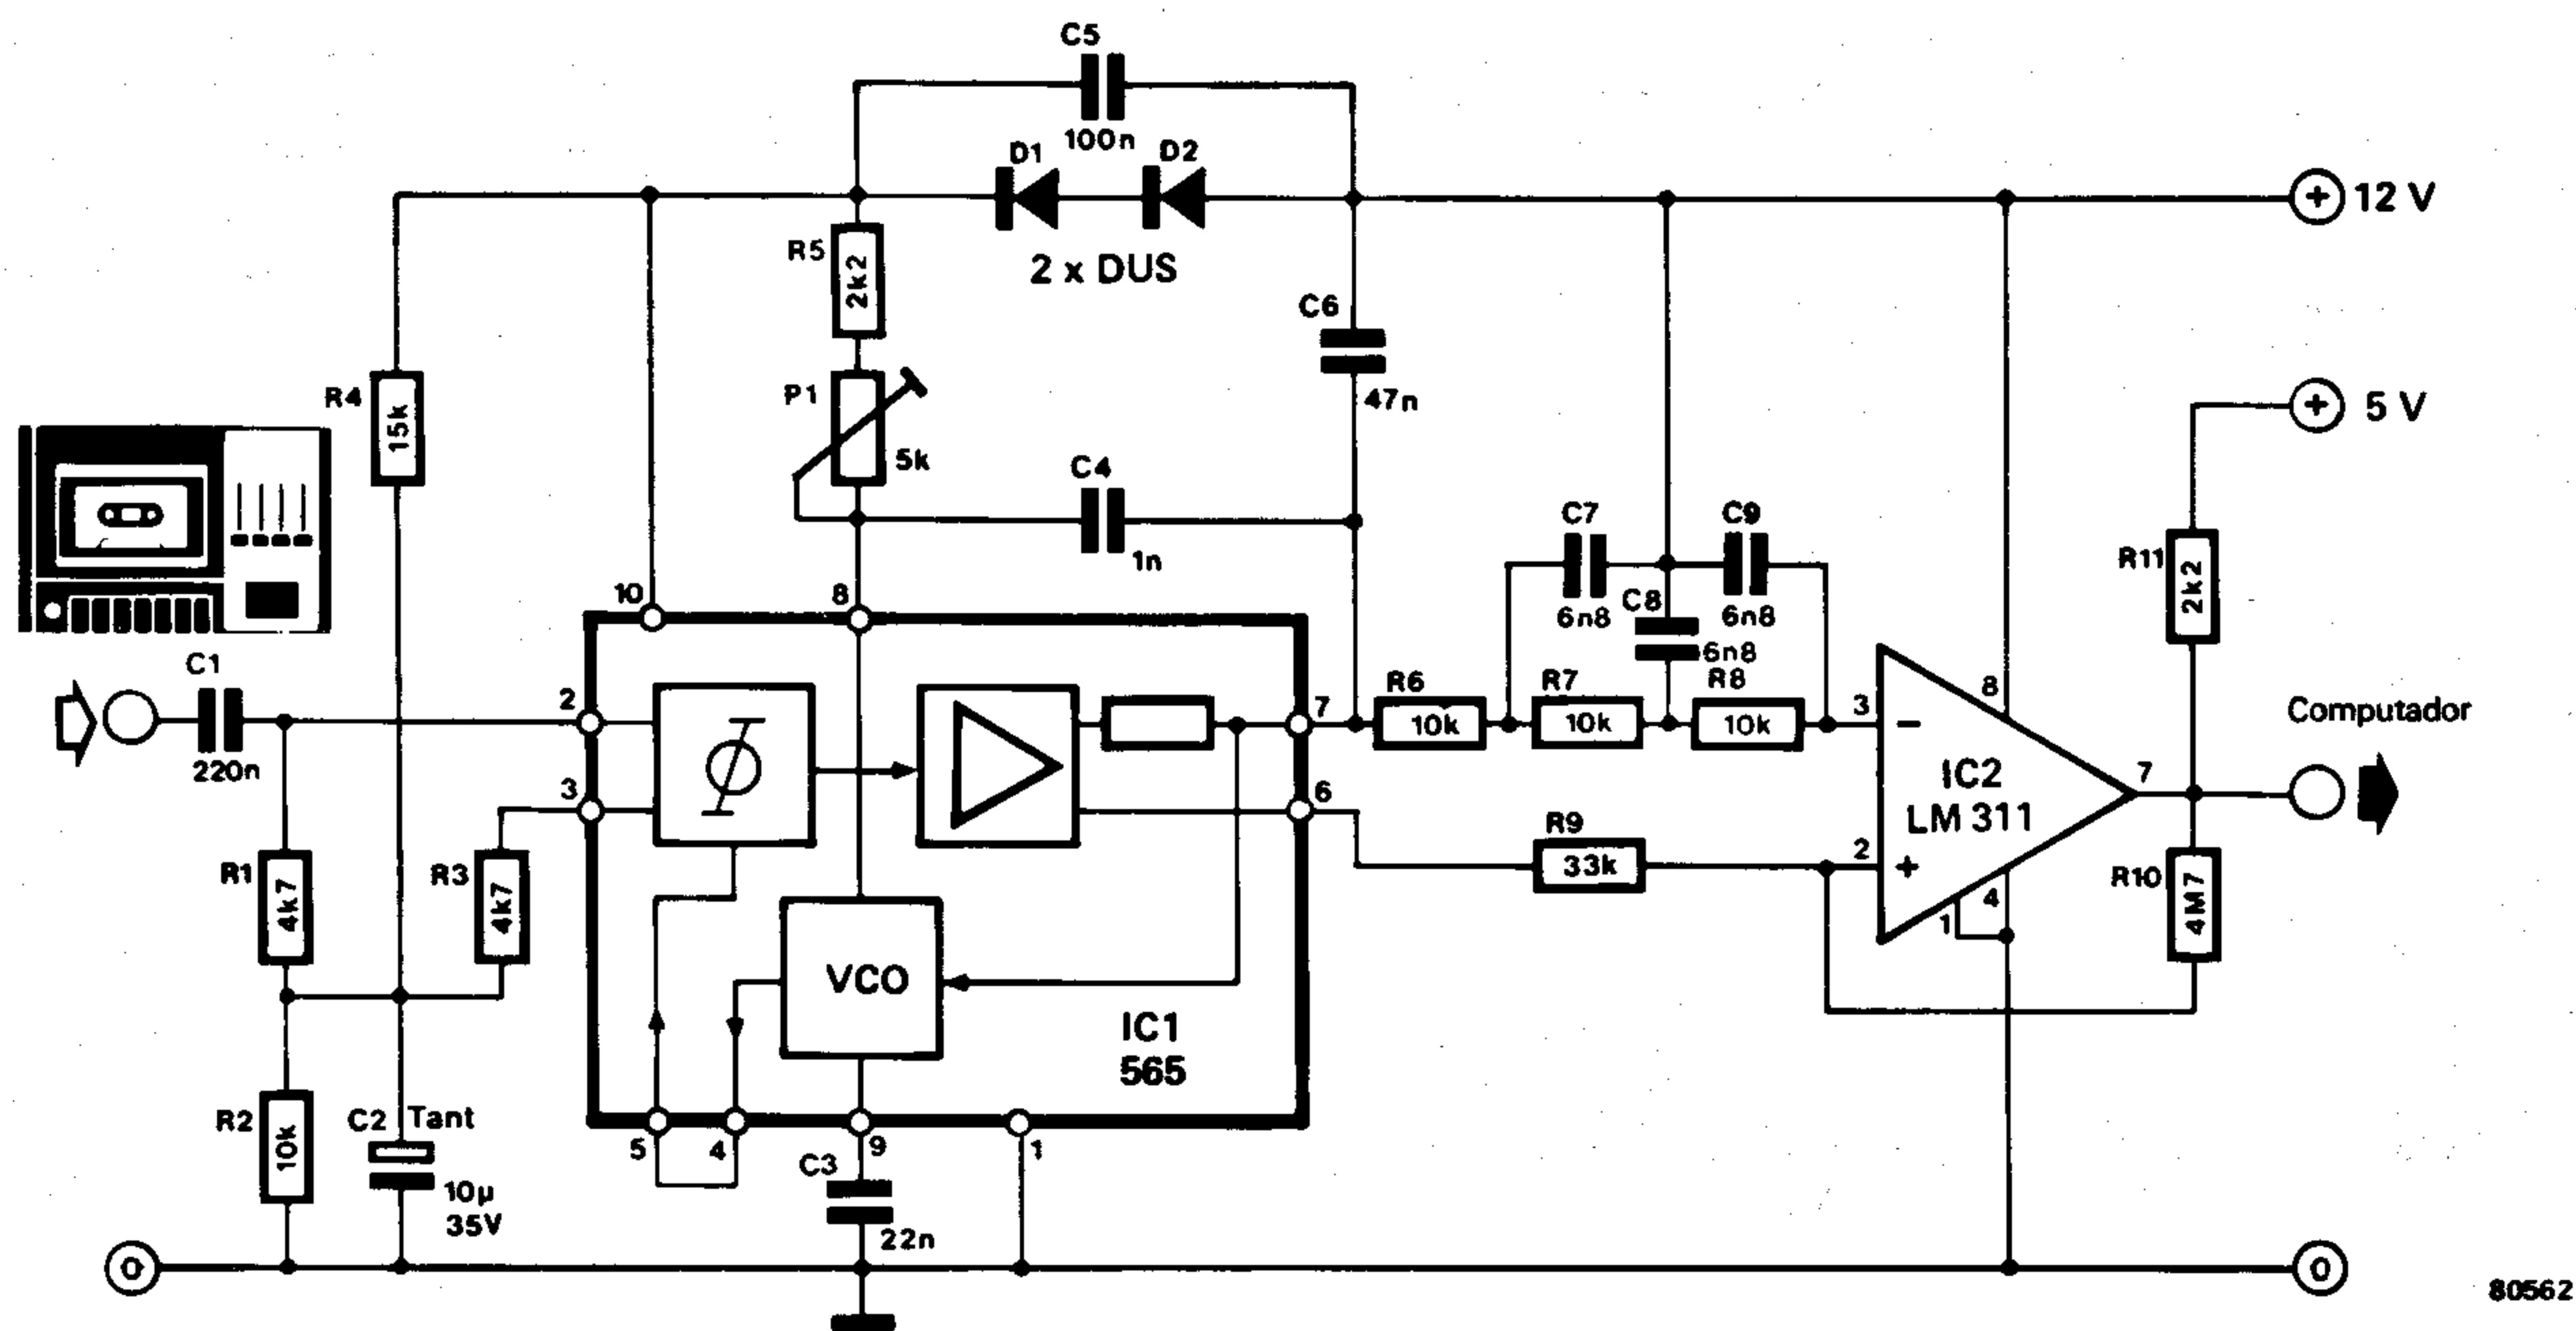 C5
100n
D1
D2
12 V
R5
2k2
2 x DUS
C6
47n
R4
15k
P1
5k
5 V
C4
1n
C7
6n8
C9
6n8
C8
6n8
R11
2k2
10
8
C1
220n
2
3
7
6
R6
10k
R7
10k
R8
10k
3
−
8
IC2
LM 311
7
Computador
R9
33k
2
+
4
1
R10
4M7
R1
4k7
R3
4k7
VCO
IC1
565
R2
10k
C2 Tant
10µ
35V
5
4
9
1
C3
22n
0
0
80562